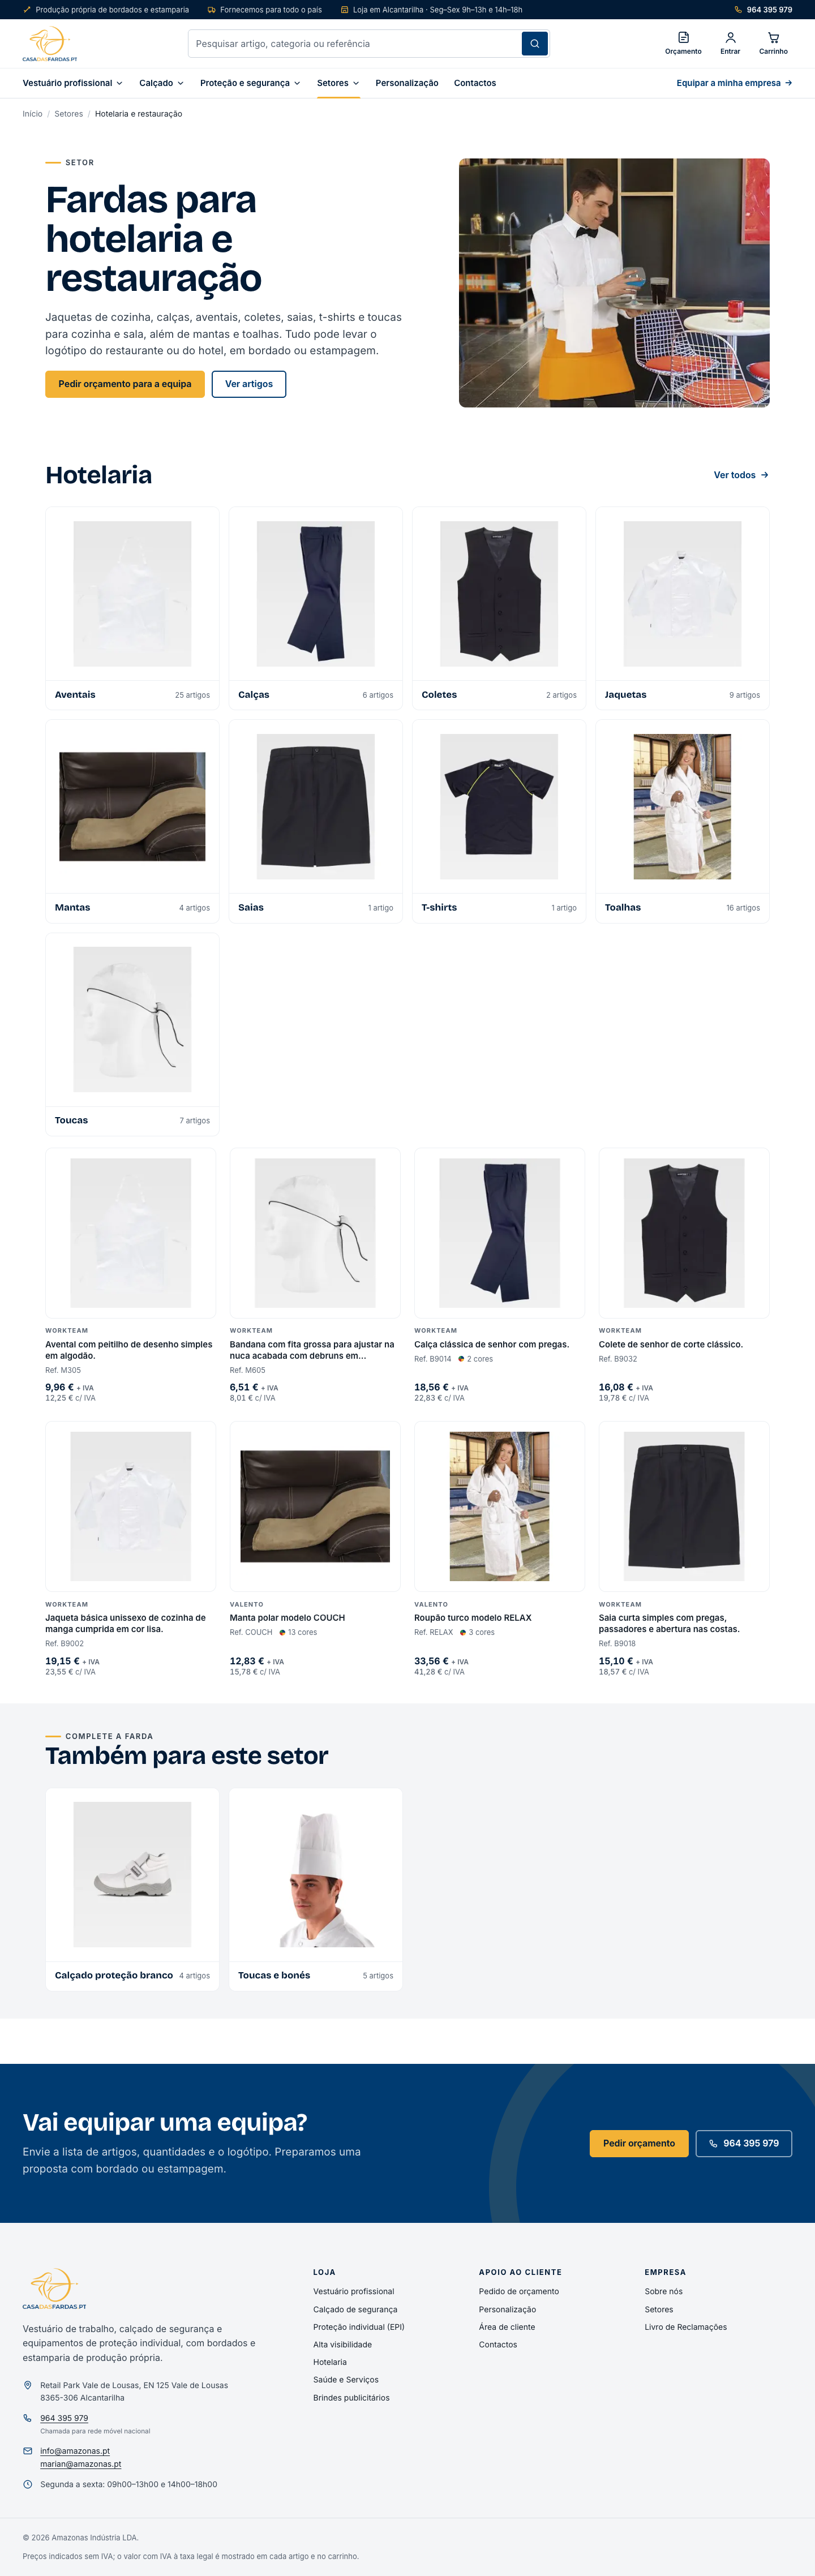 Produção própria de bordados e estamparia
Fornecemos para todo o país
Loja em Alcantarilha · Seg–Sex 9h–13h e 14h–18h
964 395 979
CASADASFARDAS.PT
Pesquisar artigo, categoria ou referência
Orçamento
Entrar
Carrinho
Vestuário profissional
Calçado
Proteção e segurança
Setores
Personalização
Contactos
Equipar a minha empresa
Início / Setores / Hotelaria e restauração
SETOR
Fardas para
hotelaria e
restauração
Jaquetas de cozinha, calças, aventais, coletes, saias, t-shirts e toucas
para cozinha e sala, além de mantas e toalhas. Tudo pode levar o
logótipo do restaurante ou do hotel, em bordado ou estampagem.
Pedir orçamento para a equipa
Ver artigos
Hotelaria
Ver todos
Aventais
25 artigos
Calças
6 artigos
Coletes
2 artigos
Jaquetas
9 artigos
Mantas
4 artigos
Saias
1 artigo
T-shirts
1 artigo
Toalhas
16 artigos
Toucas
7 artigos
WORKTEAM
Avental com peitilho de desenho simples
em algodão.
Ref. M305
9,96 € + IVA
12,25 € c/ IVA
WORKTEAM
Bandana com fita grossa para ajustar na
nuca acabada com debruns em…
Ref. M605
6,51 € + IVA
8,01 € c/ IVA
WORKTEAM
Calça clássica de senhor com pregas.
Ref. B9014
2 cores
18,56 € + IVA
22,83 € c/ IVA
WORKTEAM
Colete de senhor de corte clássico.
Ref. B9032
16,08 € + IVA
19,78 € c/ IVA
WORKTEAM
Jaqueta básica unissexo de cozinha de
manga cumprida em cor lisa.
Ref. B9002
19,15 € + IVA
23,55 € c/ IVA
VALENTO
Manta polar modelo COUCH
Ref. COUCH
13 cores
12,83 € + IVA
15,78 € c/ IVA
VALENTO
Roupão turco modelo RELAX
Ref. RELAX
3 cores
33,56 € + IVA
41,28 € c/ IVA
WORKTEAM
Saia curta simples com pregas,
passadores e abertura nas costas.
Ref. B9018
15,10 € + IVA
18,57 € c/ IVA
COMPLETE A FARDA
Também para este setor
Calçado proteção branco
4 artigos
Toucas e bonés
5 artigos
Vai equipar uma equipa?
Envie a lista de artigos, quantidades e o logótipo. Preparamos uma
proposta com bordado ou estampagem.
Pedir orçamento
964 395 979
CASADASFARDAS.PT
Vestuário de trabalho, calçado de segurança e
equipamentos de proteção individual, com bordados e
estamparia de produção própria.
Retail Park Vale de Lousas, EN 125 Vale de Lousas
8365-306 Alcantarilha
964 395 979
Chamada para rede móvel nacional
info@amazonas.pt
marian@amazonas.pt
Segunda a sexta: 09h00–13h00 e 14h00–18h00
LOJA
Vestuário profissional
Calçado de segurança
Proteção individual (EPI)
Alta visibilidade
Hotelaria
Saúde e Serviços
Brindes publicitários
APOIO AO CLIENTE
Pedido de orçamento
Personalização
Área de cliente
Contactos
EMPRESA
Sobre nós
Setores
Livro de Reclamações
© 2026 Amazonas Indústria LDA.
Preços indicados sem IVA; o valor com IVA à taxa legal é mostrado em cada artigo e no carrinho.